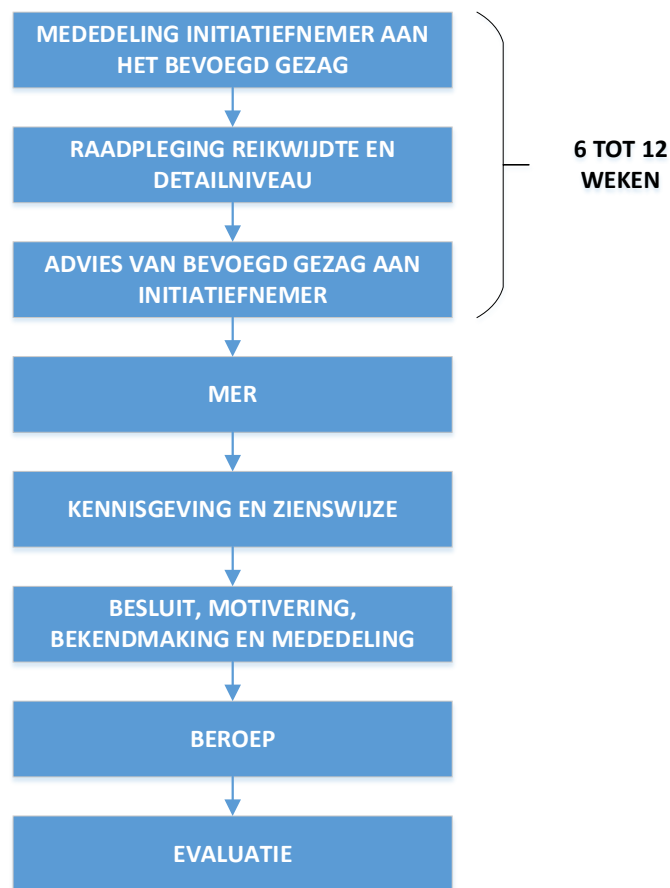 MEDEDELING INITIATIEFNEMER AAN
HET BEVOEGD GEZAG
RAADPLEGING REIKWIJDTE EN
DETAILNIVEAU
6 TOT 12
WEKEN
ADVIES VAN BEVOEGD GEZAG AAN
INITIATIEFNEMER
MER
KENNISGEVING EN ZIENSWIJZE
BESLUIT, MOTIVERING,
BEKENDMAKING EN MEDEDELING
BEROEP
EVALUATIE